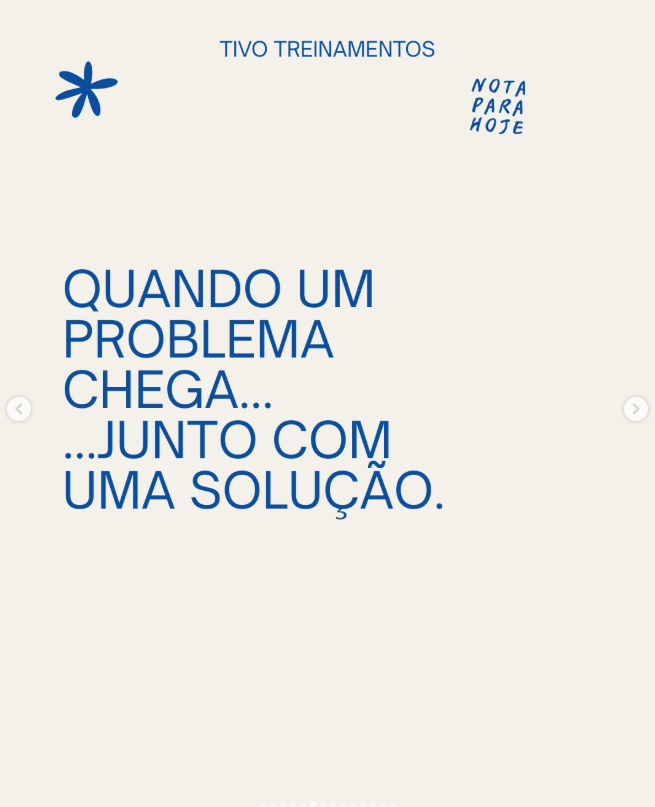 TIVO TREINAMENTOS
NOTA
PARA
HOJE
QUANDO UM
PROBLEMA
CHEGA...
...JUNTO COM
UMA SOLUÇÃO.